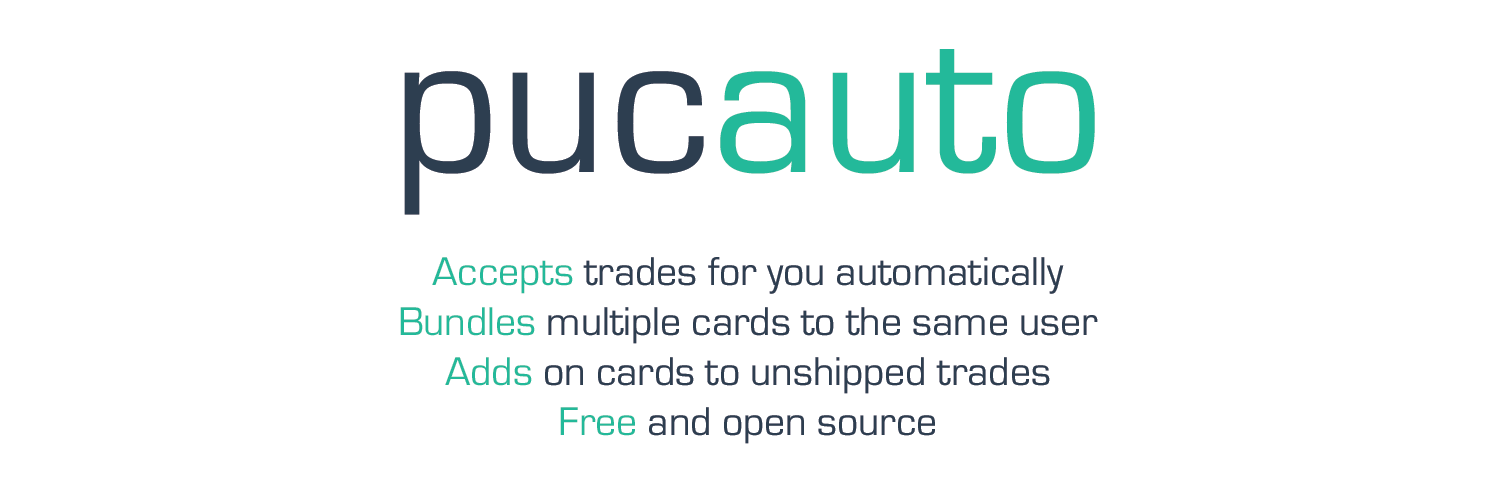 pucauto
Accepts trades for you automatically
Bundles multiple cards to the same user
Adds on cards to unshipped trades
Free and open source